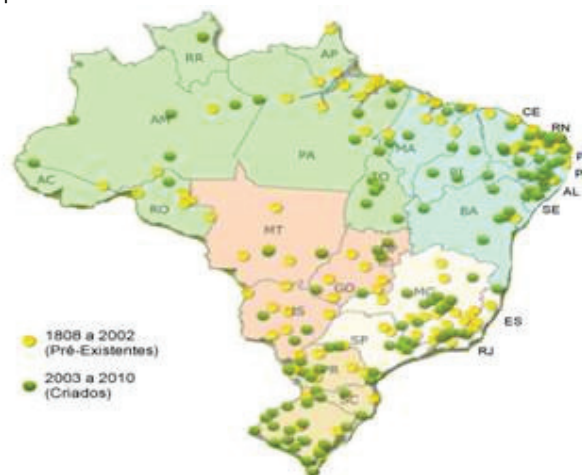 RR
AP
AM
PA
MA
CE
RN
P
PI
P
AC
TO
AL
SE
RO
BA
MT
GO
MG
MS
ES
SP
RJ
PR
SC
1808 a 2002
(Pré-Existentes)
2003 a 2010
(Criados)